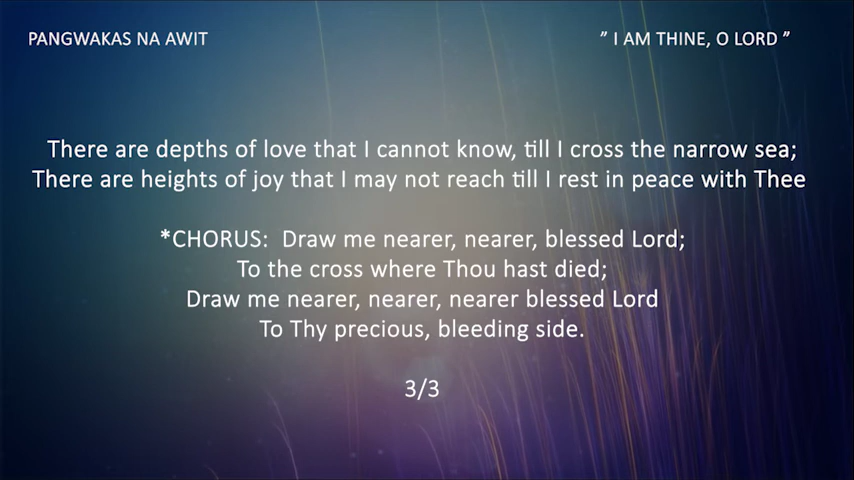 PANGWAKAS NA AWIT
” I AM THINE, O LORD ”
There are depths of love that I cannot know, till I cross the narrow sea;
There are heights of joy that I may not reach till I rest in peace with Thee
*CHORUS: Draw me nearer, nearer, blessed Lord;
To the cross where Thou hast died;
Draw me nearer, nearer, nearer blessed Lord
To Thy precious, bleeding side.
3/3